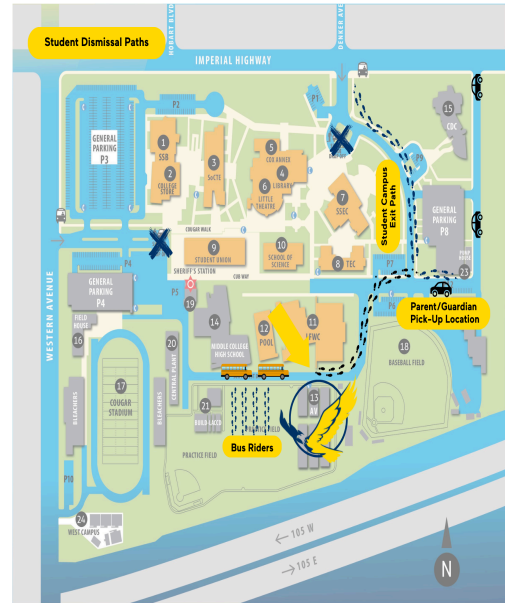 Student Dismissal Paths
HOBART BLVD
DENKER AVE
IMPERIAL HIGHWAY
WESTERN AVENUE
GENERAL
PARKING
P3
P2
P1
1
SSB
2
COLLEGE
STORE
3
SoCTE
5
COX ANNEX
4
LIBRARY
6
LITTLE
THEATRE
7
SSEC
15
CDC
P9
Student Campus
Exit Path
GENERAL
PARKING
P8
COUGAR WALK
9
STUDENT UNION
10
SCHOOL OF
SCIENCE
8
TEC
P7
23
SHERIFF'S STATION
CUB WAY
P4
GENERAL
PARKING
P4
P5
19
14
MIDDLE COLLEGE
HIGH SCHOOL
12
POOL
11
P6
Parent/Guardian
Pick-Up Location
FIELD
HOUSE
16
20
CENTRAL PLANT
17
COUGAR
STADIUM
BLEACHERS
BLEACHERS
18
BASEBALL FIELD
21
BUILD-LACCD
13
AV
PRACTICE FIELD
Bus Riders
PRACTICE FIELD
P10
24
WEST CAMPUS
← 105 W
→ 105 E
N